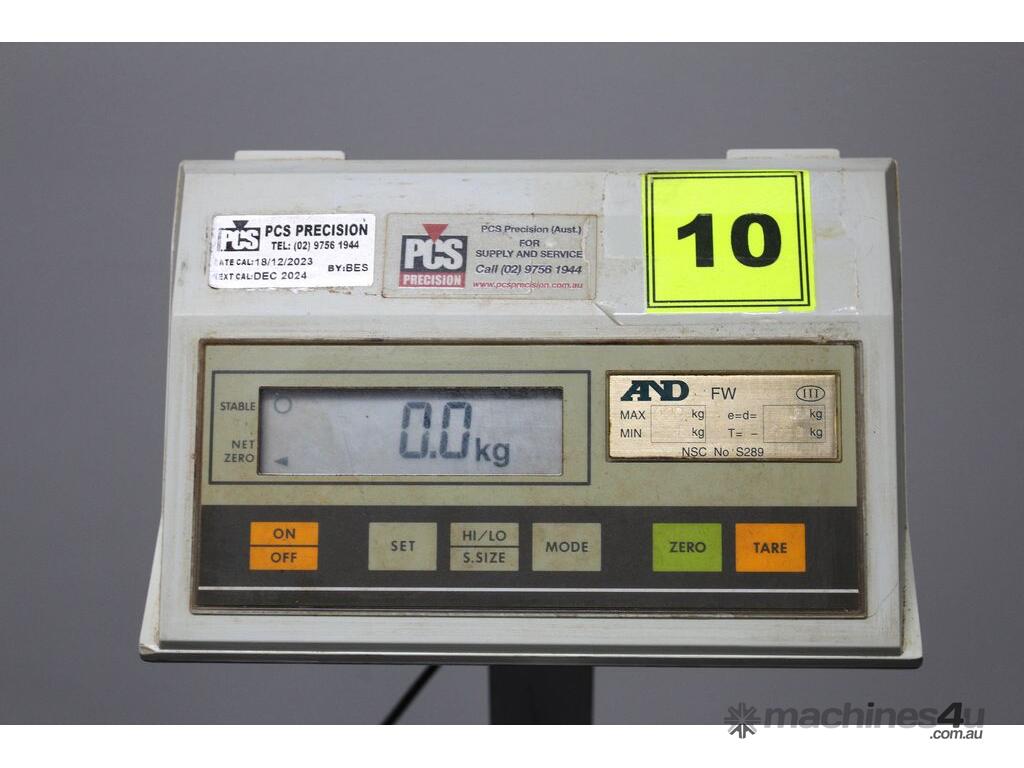 PCS PRECISION
TEL: (02) 9756 1944
ATE CAL:18/12/2023
EXT CAL:DEC 2024 BY:BES
PCS
PCS
PRECISION
PCS Precision (Aust.)
FOR
SUPPLY AND SERVICE
Call (02) 9756 1944
www.pcsprecision.com.au
10
STABLE
NET
ZERO
0.0 kg
AND FW III
MAX kg e=d= kg
MIN kg T= – kg
NSC No S289
ON
OFF
SET
HI/LO
S.SIZE
MODE
ZERO
TARE
machines4u
.com.au